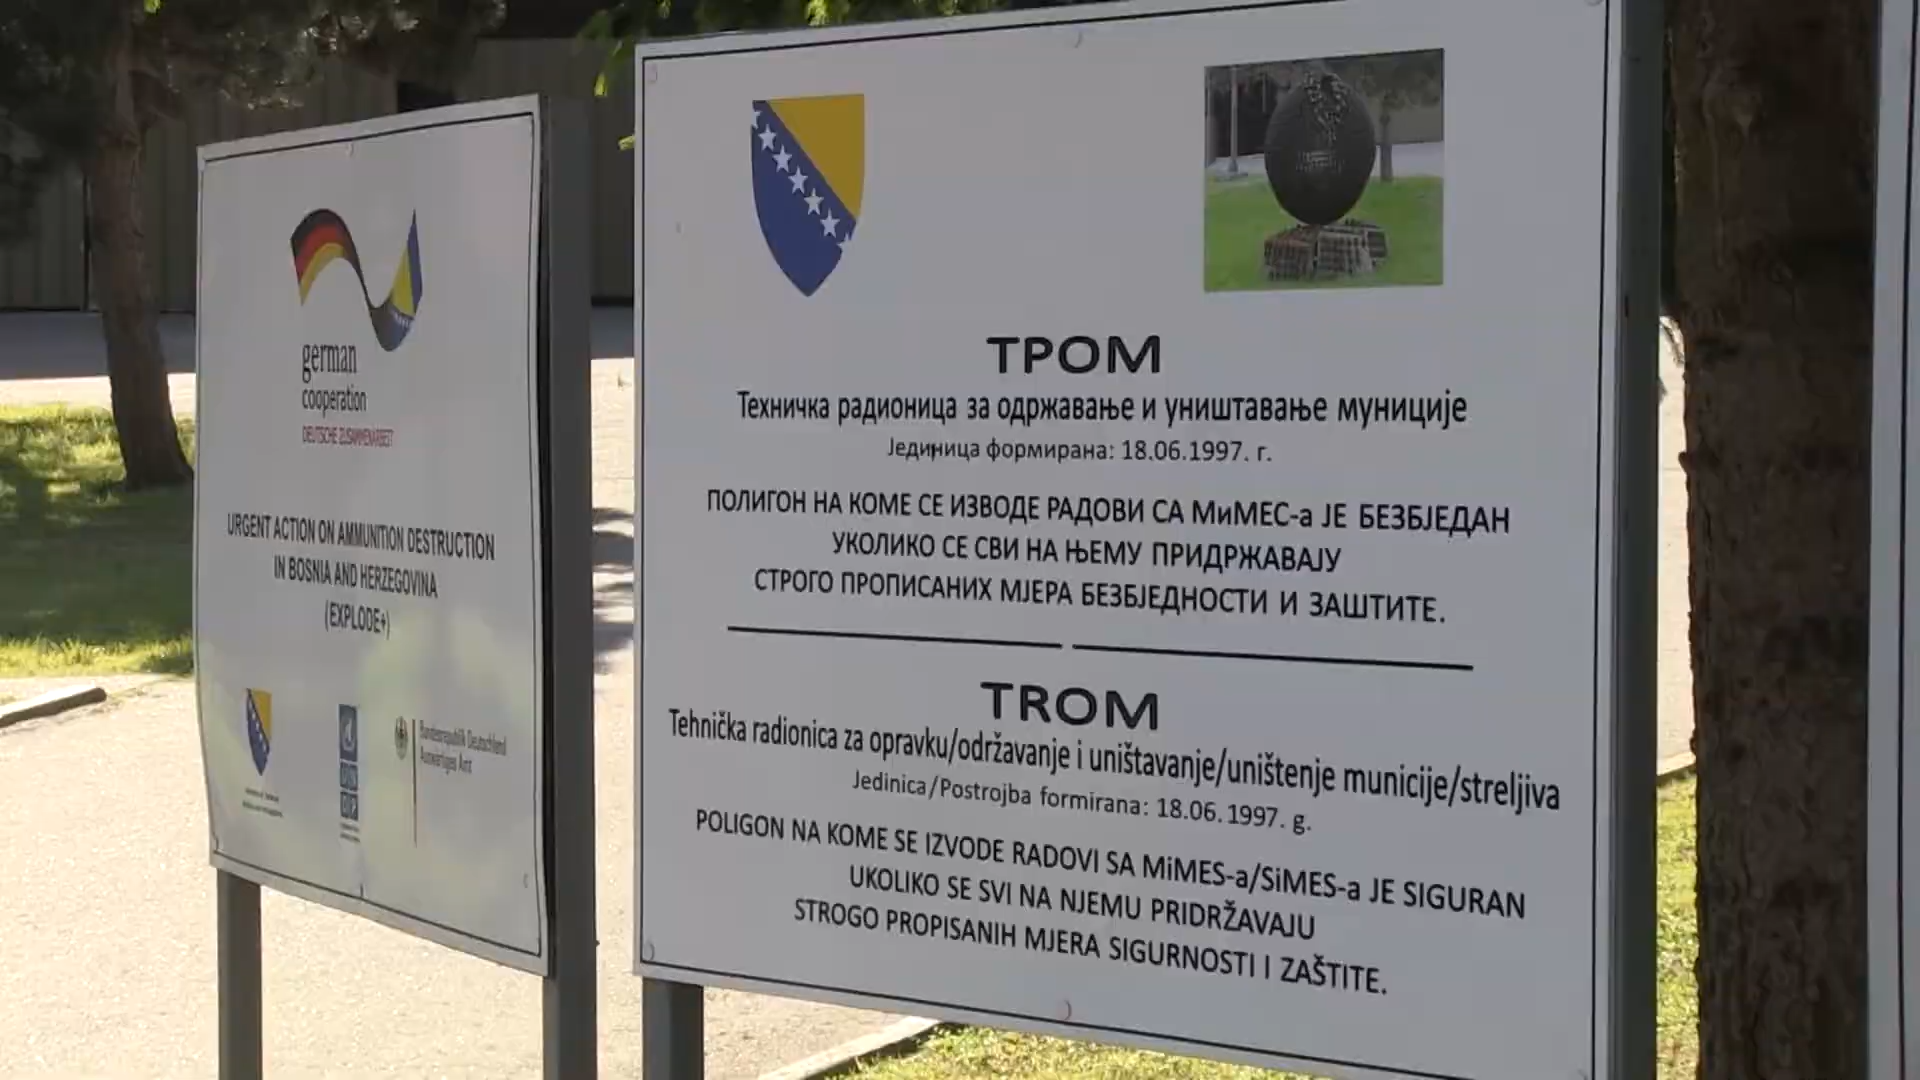 german
cooperation
DEUTSCHE ZUSAMMENARBEIT
URGENT ACTION ON AMMUNITION DESTRUCTION
IN BOSNIA AND HERZEGOVINA
(EXPLODE+)
Bundesrepublik Deutschland
Auswärtiges Amt
ТРОМ
Техничка радионица за одржавање и уништавање муниције
Јединица формирана: 18.06.1997. г.
ПОЛИГОН НА КОМЕ СЕ ИЗВОДЕ РАДОВИ СА МиМЕС-а ЈЕ БЕЗБЈЕДАН
УКОЛИКО СЕ СВИ НА ЊЕМУ ПРИДРЖАВАЈУ
СТРОГО ПРОПИСАНИХ МЈЕРА БЕЗБЈЕДНОСТИ И ЗАШТИТЕ.
TROM
Tehnička radionica za opravku/održavanje i uništavanje/uništenje municije/streljiva
Jedinica/Postrojba formirana: 18.06.1997. g.
POLIGON NA KOME SE IZVODE RADOVI SA MiMES-a/SiMES-a JE SIGURAN
UKOLIKO SE SVI NA NJEMU PRIDRŽAVAJU
STROGO PROPISANIH MJERA SIGURNOSTI I ZAŠTITE.